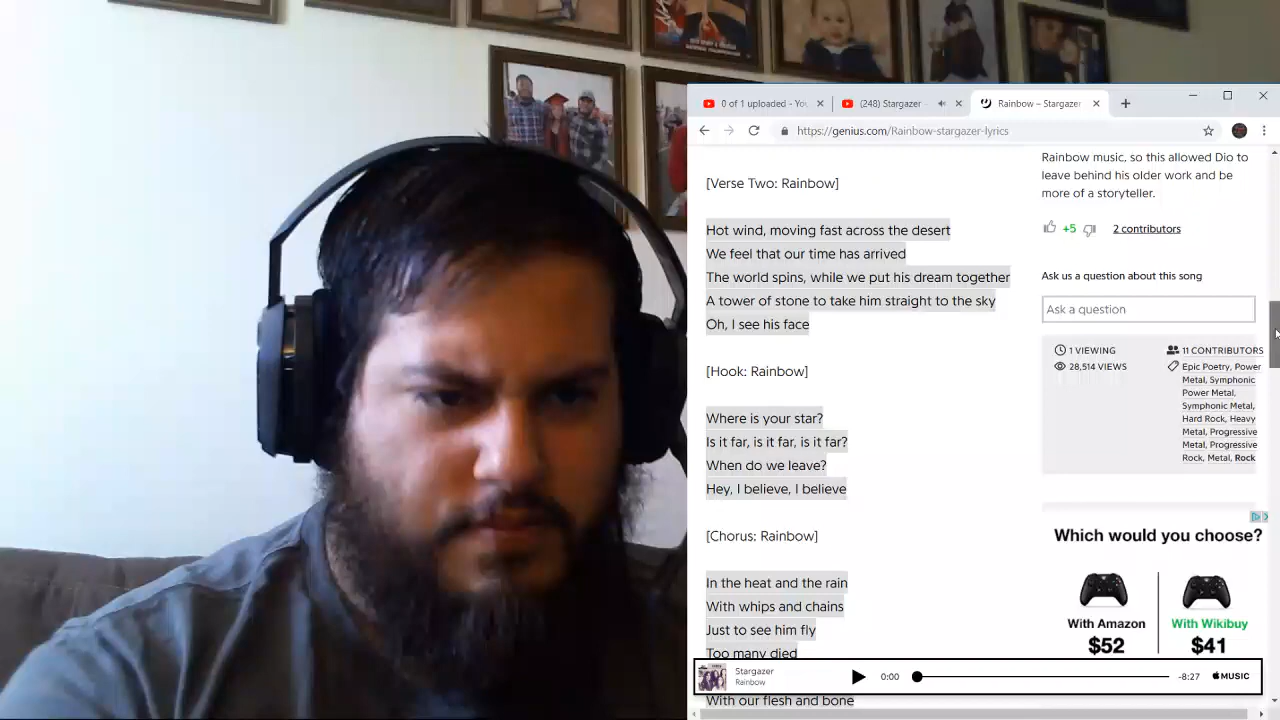 0 of 1 uploaded - You
(248) Stargazer -
Rainbow – Stargazer
https://genius.com/Rainbow-stargazer-lyrics
[Verse Two: Rainbow]
Hot wind, moving fast across the desert
We feel that our time has arrived
The world spins, while we put his dream together
A tower of stone to take him straight to the sky
Oh, I see his face
[Hook: Rainbow]
Where is your star?
Is it far, is it far, is it far?
When do we leave?
Hey, I believe, I believe
[Chorus: Rainbow]
In the heat and the rain
With whips and chains
Just to see him fly
Too many died
With our flesh and bone
Rainbow music, so this allowed Dio to
leave behind his older work and be
more of a storyteller.
+5 2 contributors
Ask us a question about this song
Ask a question
1 VIEWING
28,514 VIEWS
11 CONTRIBUTORS
Epic Poetry, Power
Metal, Symphonic
Power Metal,
Symphonic Metal,
Hard Rock, Heavy
Metal, Progressive
Metal, Progressive
Rock, Metal, Rock
Which would you choose?
With Amazon
$52
With Wikibuy
$41
Stargazer
Rainbow
0:00
-8:27
MUSIC